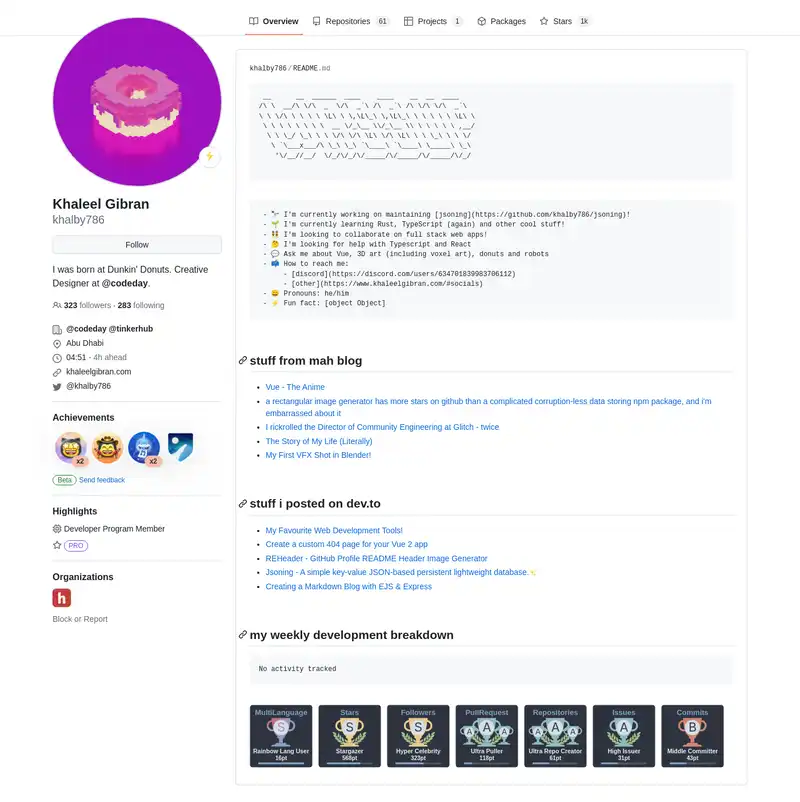 Overview
Repositories 61
Projects 1
Packages
Stars 1k
khalby786/README.md
Khaleel Gibran
khalby786
Follow
I was born at Dunkin' Donuts. Creative
Designer at @codeday.
323 followers · 283 following
@codeday @tinkerhub
Abu Dhabi
04:51 - 4h ahead
khaleelgibran.com
@khalby786
Achievements
x2
x2
Beta Send feedback
Highlights
Developer Program Member
PRO
Organizations
h
Block or Report
- 🔭 I'm currently working on maintaining [jsoning](https://github.com/khalby786/jsoning)!
- 🌱 I'm currently learning Rust, TypeScript (again) and other cool stuff!
- 👯 I'm looking to collaborate on full stack web apps!
- 🤔 I'm looking for help with Typescript and React
- 💬 Ask me about Vue, 3D art (including voxel art), donuts and robots
- 📫 How to reach me:
- [discord](https://discord.com/users/634701839983706112)
- [other](https://www.khaleelgibran.com/#socials)
- 😄 Pronouns: he/him
- ⚡ Fun fact: [object Object]
stuff from mah blog
Vue - The Anime
a rectangular image generator has more stars on github than a complicated corruption-less data storing npm package, and i'm
embarrassed about it
I rickrolled the Director of Community Engineering at Glitch - twice
The Story of My Life (Literally)
My First VFX Shot in Blender!
stuff i posted on dev.to
My Favourite Web Development Tools!
Create a custom 404 page for your Vue 2 app
REHeader - GitHub Profile README Header Image Generator
Jsoning - A simple key-value JSON-based persistent lightweight database.✨
Creating a Markdown Blog with EJS & Express
my weekly development breakdown
No activity tracked
MultiLanguage
S
Rainbow Lang User
16pt
Stars
S
Stargazer
568pt
Followers
S
Hyper Celebrity
323pt
PullRequest
A A A
Ultra Puller
118pt
Repositories
A A A
Ultra Repo Creator
61pt
Issues
A
High Issuer
31pt
Commits
B
Middle Committer
43pt